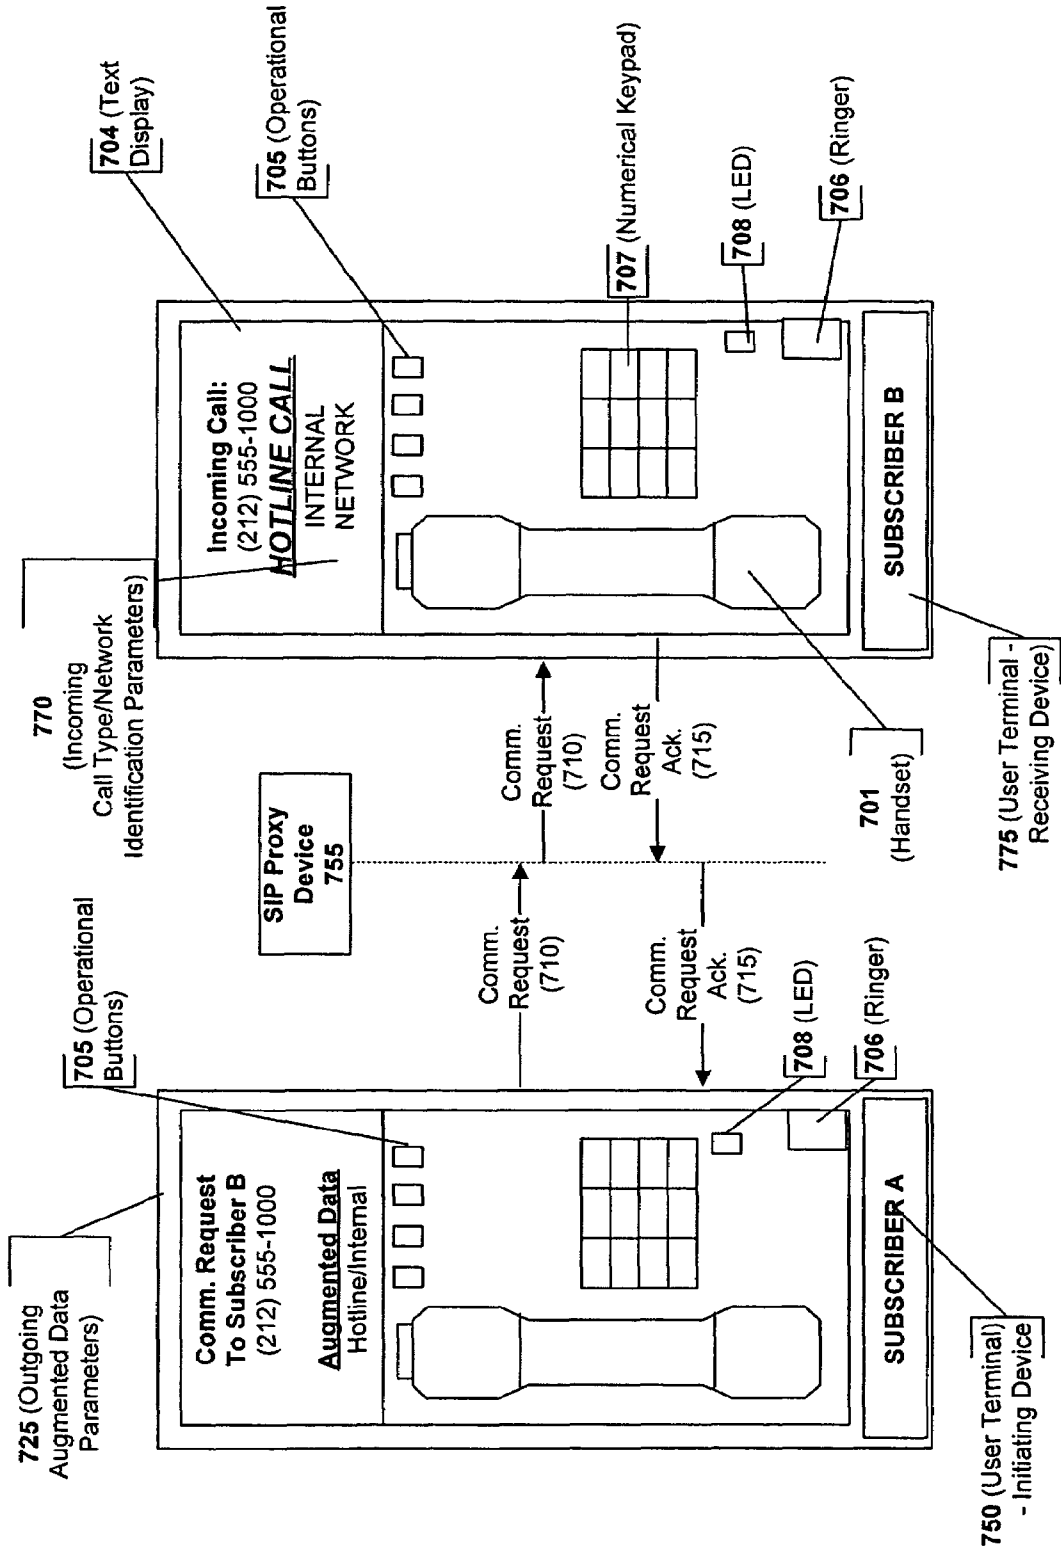 725 (Outgoing
Augmented Data
Parameters)
705 (Operational
Buttons)
Comm. Request
To Subscriber B
(212) 555-1000
Augmented Data
Hotline/Internal
708 (LED)
706 (Ringer)
SUBSCRIBER A
750 (User Terminal)
- Initiating Device
SIP Proxy
Device
755
Comm.
Request
(710)
Comm.
Request
(710)
Comm.
Request
Ack.
(715)
Comm.
Request
Ack.
(715)
770
(Incoming
Call Type/Network
Identification Parameters)
704 (Text
Display)
705 (Operational
Buttons)
Incoming Call:
(212) 555-1000
HOTLINE CALL
INTERNAL
NETWORK
707 (Numerical Keypad)
708 (LED)
706 (Ringer)
701
(Handset)
SUBSCRIBER B
775 (User Terminal -
Receiving Device)